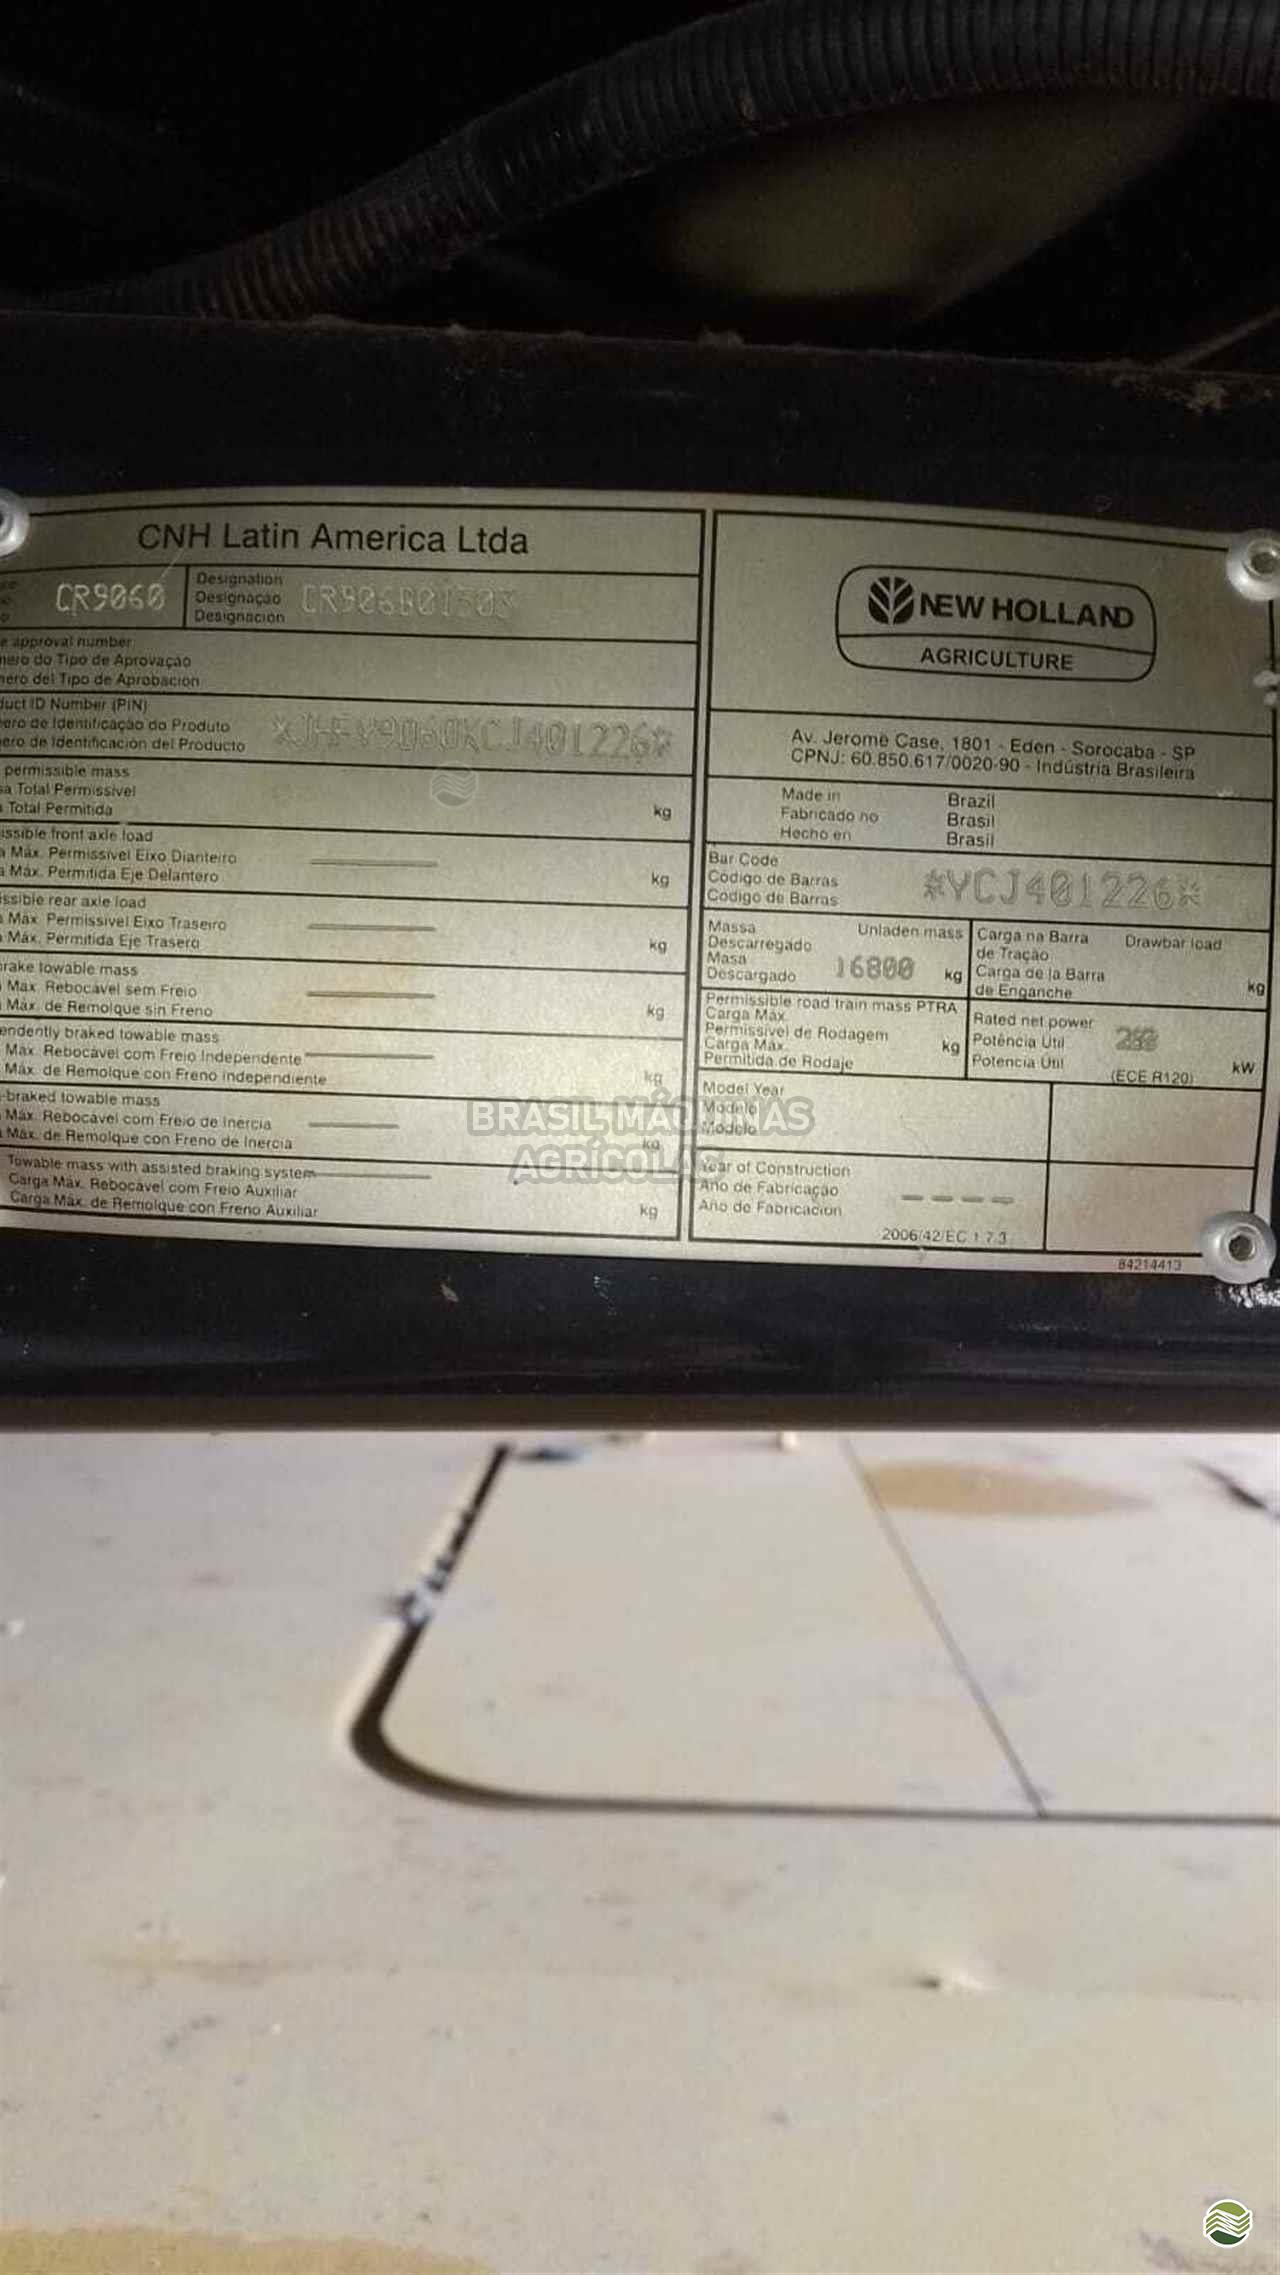 CNH Latin America Ltda
CR9060
Designation
Designação
Designacion
approval number
do Tipo de Aprovação
del Tipo de Aprobacion
ID Number (PIN)
de Identificação do Produto
de Identificación del Producto
permissible mass
Total Permissível
Total Permitida
kg
front axle load
Máx. Permissível Eixo Dianteiro
Máx. Permitida Eje Delantero
kg
rear axle load
Máx. Permissível Eixo Traseiro
Máx. Permitida Eje Trasero
kg
towable mass
Máx. Rebocável sem Freio
Máx. de Remolque sin Freno
kg
braked towable mass
Máx. Rebocável com Freio Independente
Máx. de Remolque con Freno independiente
kg
-braked towable mass
Máx. Rebocável com Freio de Inercia
Máx. de Remolque con Freno de Inercia
kg
Towable mass with assisted braking system
Carga Máx. Rebocável com Freio Auxiliar
Carga Máx. de Remolque con Freno Auxiliar
kg
NEW HOLLAND
AGRICULTURE
Av. Jerome Case, 1801 - Eden - Sorocaba - SP
CPNJ: 60.850.617/0020-90 - Indústria Brasileira
Made in Brazil
Fabricado no Brasil
Hecho en Brasil
Bar Code
Código de Barras
Codigo de Barras
*YCJ401226*
Massa Unladen mass
Descarregado
Masa
Descargado
16800 kg
Carga na Barra Drawbar load
de Tração
Carga de la Barra
de Enganche
kg
Permissible road train mass PTRA
Carga Máx.
Permissivel de Rodagem
Carga Máx.
Permitida de Rodaje
kg
Rated net power
Potência Útil
Potencia Util
kW
(ECE R120)
Model Year
Modelo
Modelo
Year of Construction
Ano de Fabricação
Año de Fabricacion
2006/42/EC 1.7.3
84214413
BRASIL MÁQUINAS
AGRÍCOLAS